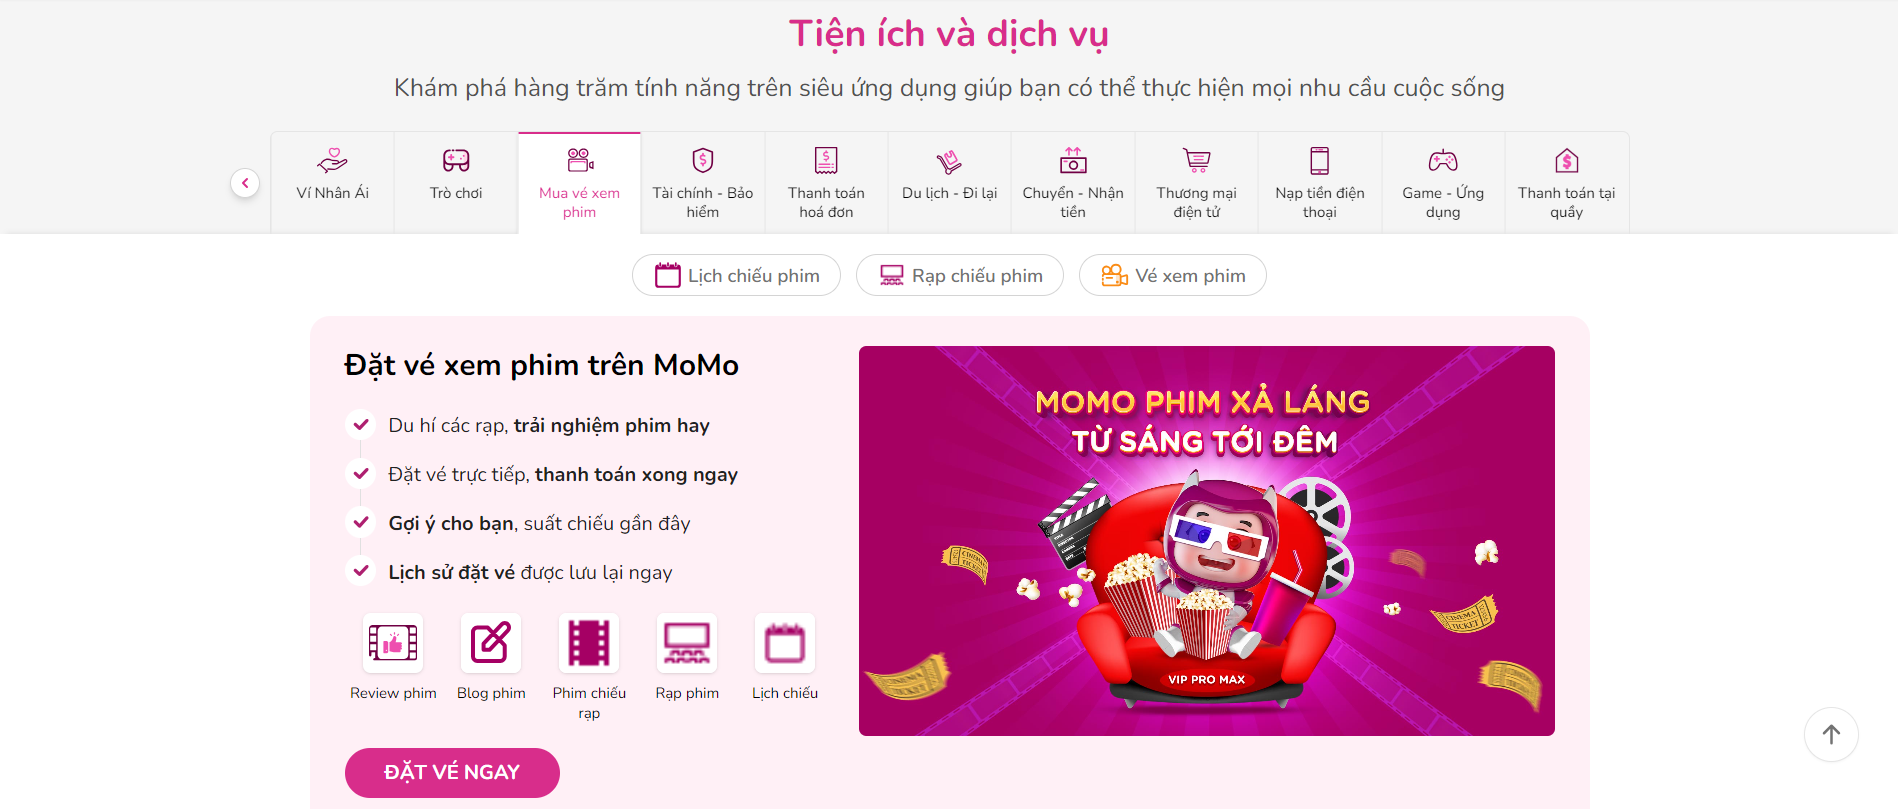 Tiện ích và dịch vụ
Khám phá hàng trăm tính năng trên siêu ứng dụng giúp bạn có thể thực hiện mọi nhu cầu cuộc sống
Ví Nhân Ái
Trò chơi
Mua vé xem
phim
Tài chính - Bảo
hiểm
Thanh toán
hoá đơn
Du lịch - Đi lại
Chuyển - Nhận
tiền
Thương mại
điện tử
Nạp tiền điện
thoại
Game - Ứng
dụng
Thanh toán tại
quầy
Lịch chiếu phim
Rạp chiếu phim
Vé xem phim
Đặt vé xem phim trên MoMo
Du hí các rạp, trải nghiệm phim hay
Đặt vé trực tiếp, thanh toán xong ngay
Gợi ý cho bạn, suất chiếu gần đây
Lịch sử đặt vé được lưu lại ngay
Review phim
Blog phim
Phim chiếu
rạp
Rạp phim
Lịch chiếu
ĐẶT VÉ NGAY
MOMO PHIM XẢ LÁNG
TỪ SÁNG TỚI ĐÊM
CINEMA
TICKET
VIP PRO MAX